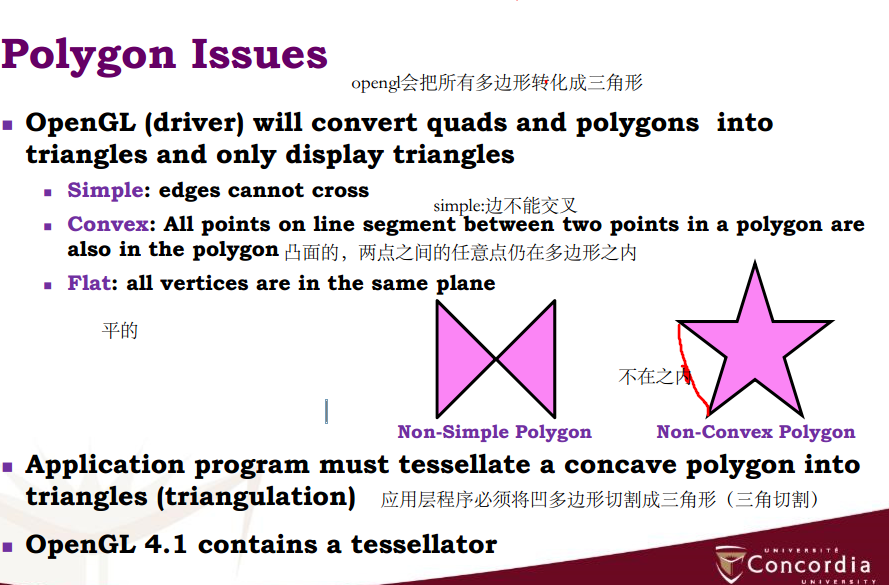 Polygon Issues
opengl会把所有多边形转化成三角形
OpenGL (driver) will convert quads and polygons into
triangles and only display triangles
Simple: edges cannot cross
simple:边不能交叉
Convex: All points on line segment between two points in a polygon are
also in the polygon 凸面的，两点之间的任意点仍在多边形之内
Flat: all vertices are in the same plane
平的
不在之内
Non-Simple Polygon
Non-Convex Polygon
Application program must tessellate a concave polygon into
triangles (triangulation) 应用层程序必须将凹多边形切割成三角形（三角切割）
OpenGL 4.1 contains a tessellator
UNIVERSITÉ
Concordia
UNIVERSITY